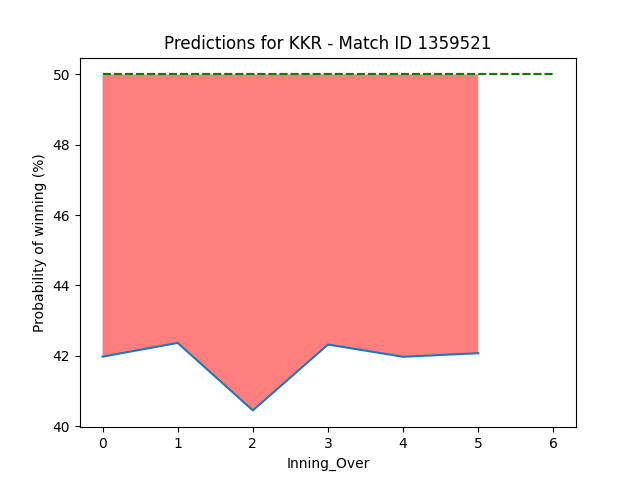 Predictions for KKR - Match ID 1359521
Probability of winning (%)
50
48
46
44
42
40
0 1 2 3 4 5 6
Inning_Over